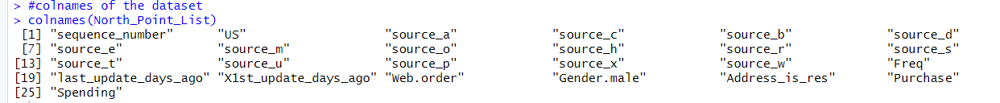 > #colnames of the dataset
> colnames(North_Point_List)
[1] "sequence_number" "US" "source_a" "source_c" "source_b" "source_d"
[7] "source_e" "source_m" "source_o" "source_h" "source_r" "source_s"
[13] "source_t" "source_u" "source_p" "source_x" "source_w" "Freq"
[19] "last_update_days_ago" "X1st_update_days_ago" "Web.order" "Gender.male" "Address_is_res" "Purchase"
[25] "Spending"